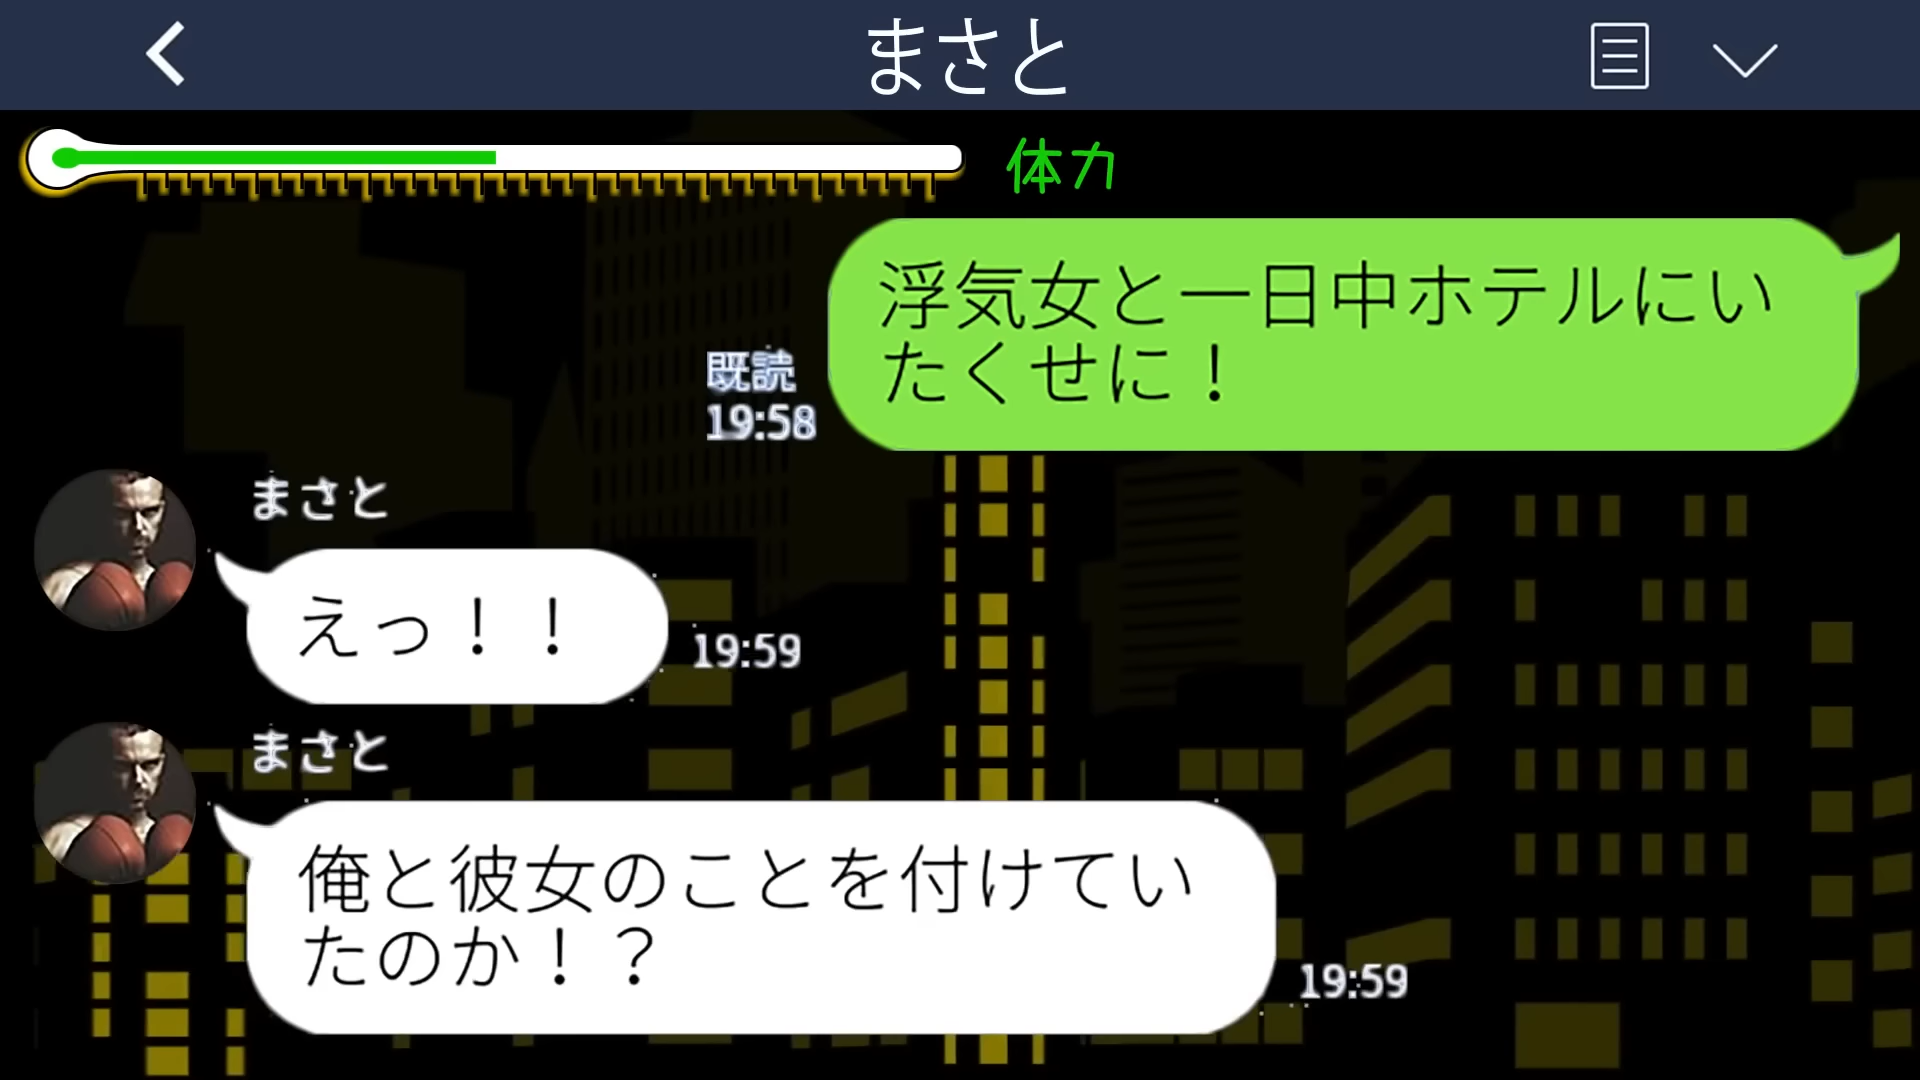 まさと
体力
浮気女と一日中ホテルにい
たくせに！
既読
19:58
まさと
えっ！！
19:59
まさと
俺と彼女のことを付けてい
たのか！？
19:59